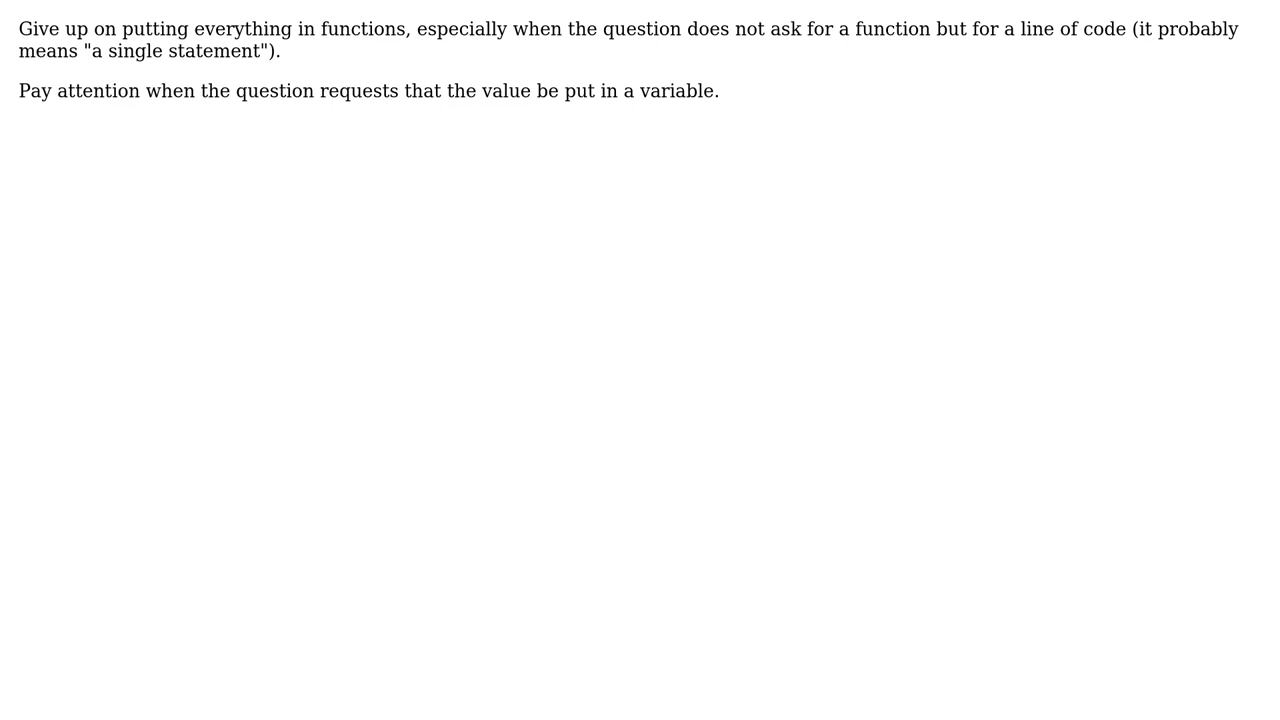 Give up on putting everything in functions, especially when the question does not ask for a function but for a line of code (it probably
means "a single statement").
Pay attention when the question requests that the value be put in a variable.